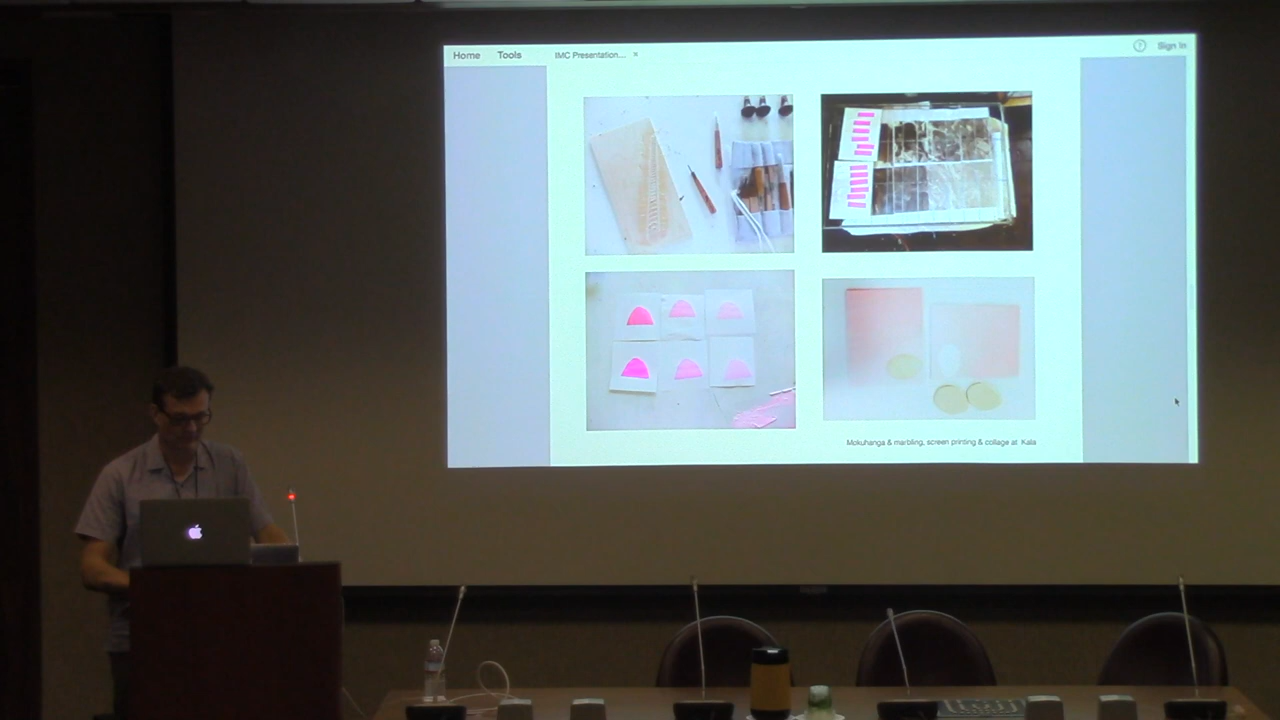 Home Tools IMC Presentation... × ? Sign In
Mokuhanga & marbling, screen printing & collage at Kala